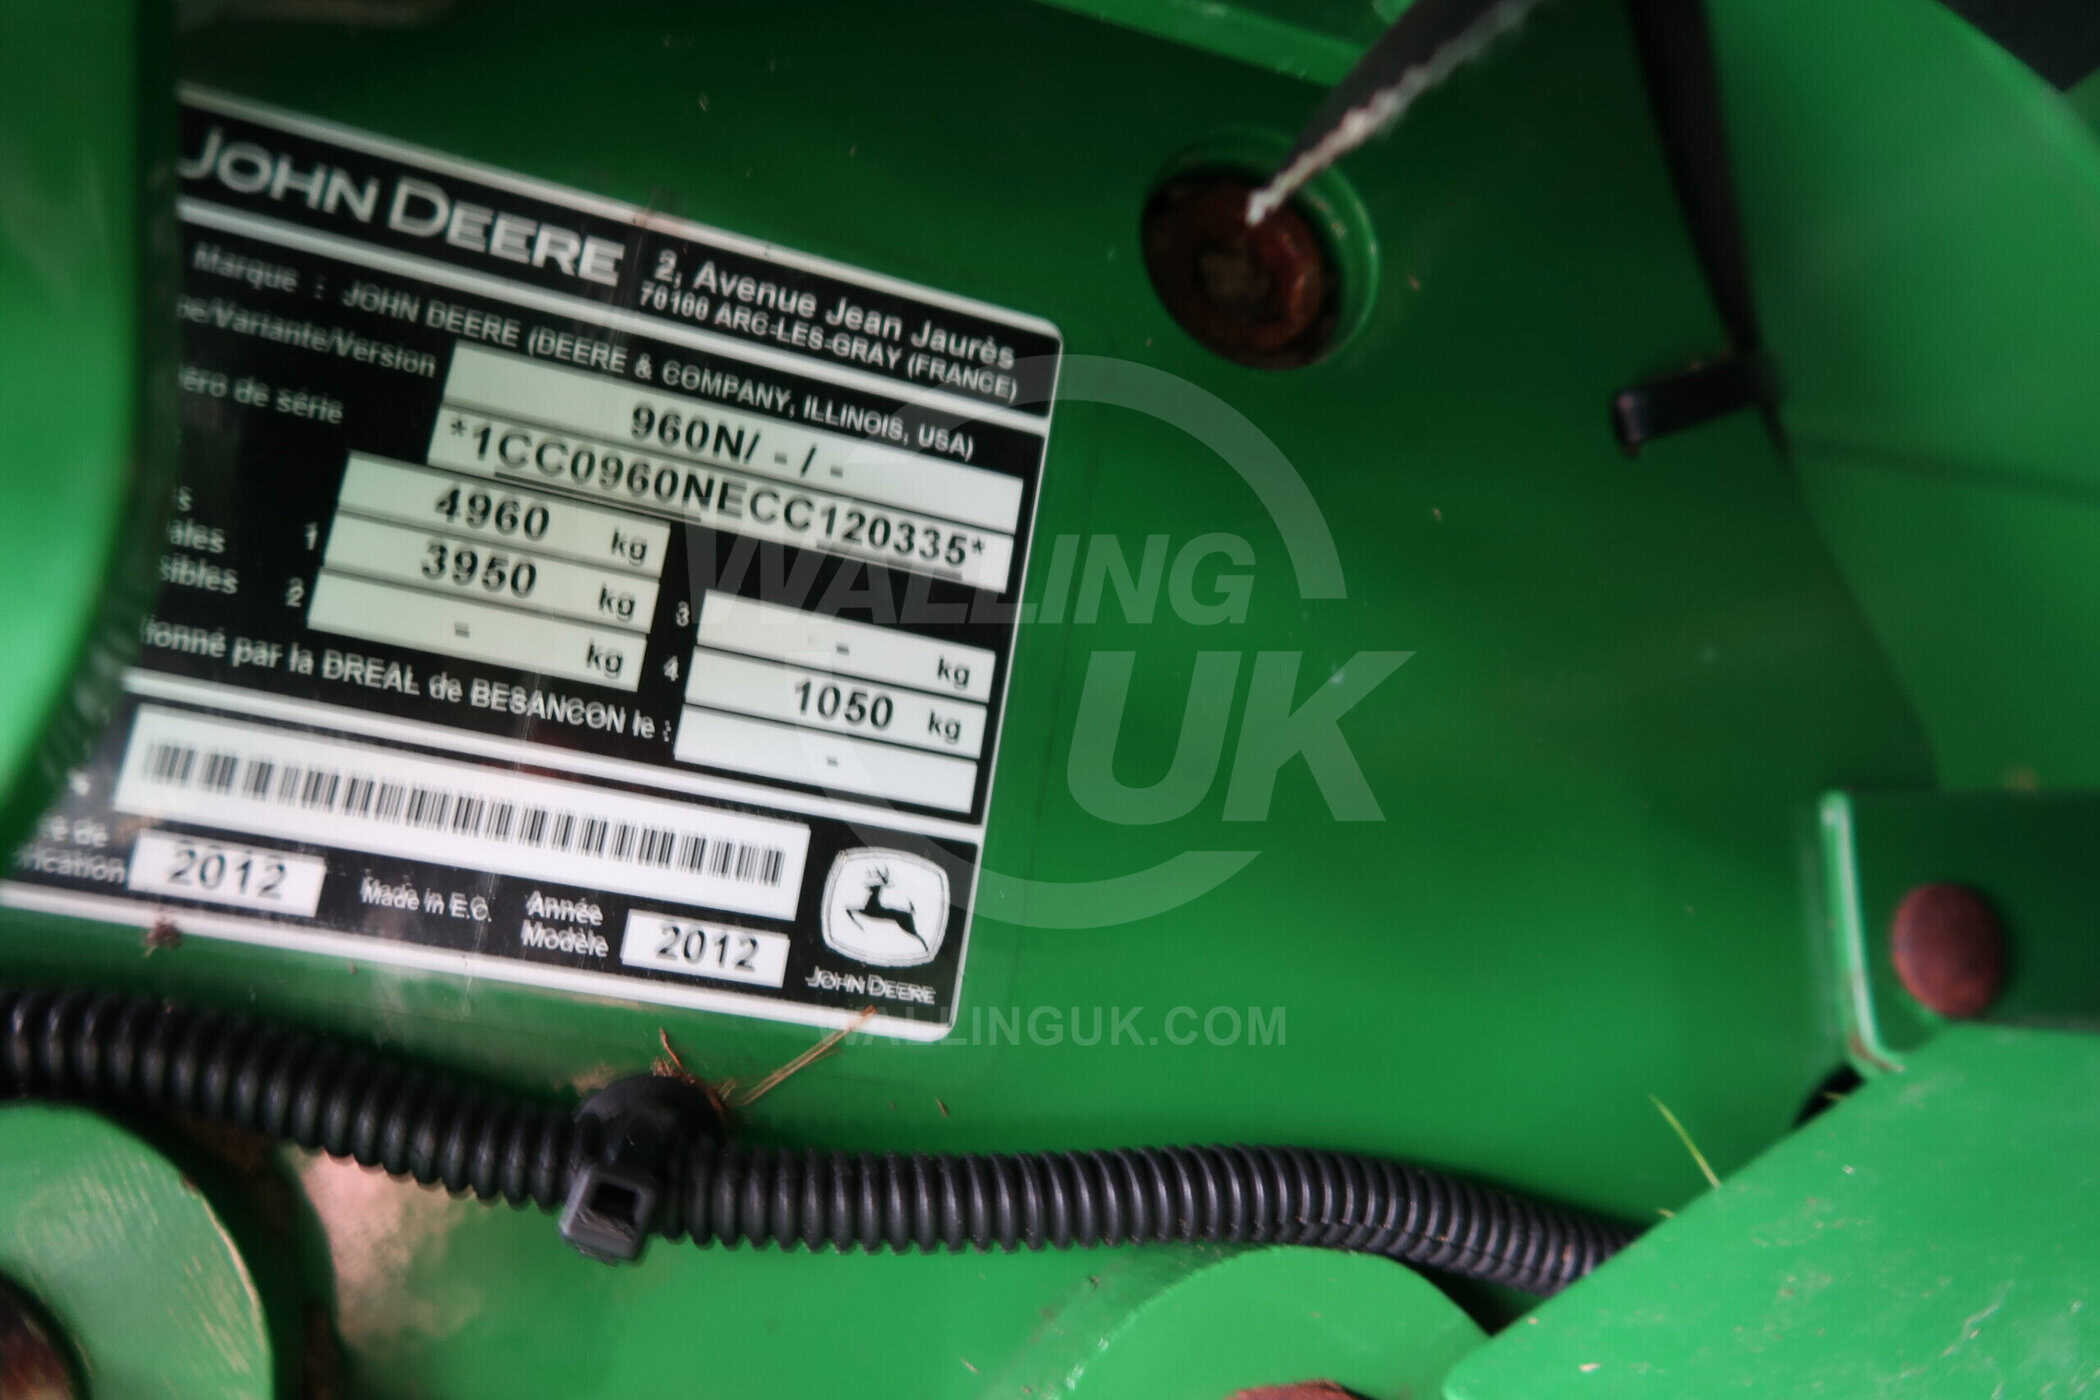 JOHN DEERE
2, Avenue Jean Jaurès
70100 ARC-LES-GRAY (FRANCE)
Marque : JOHN DEERE (DEERE & COMPANY, ILLINOIS, USA)
pe/Variante/Version 960N/ - / -
éro de série *1CC0960NECC120335*
s 4960 kg
ales 1 3950 kg 3 - kg
sibles 2 - kg 4 1050 kg
ionné par la DREAL de BESANCON le : -
e de
rication 2012 Made in E.C. Année
Modèle 2012
JOHN DEERE
WALLING
UK
WALLINGUK.COM